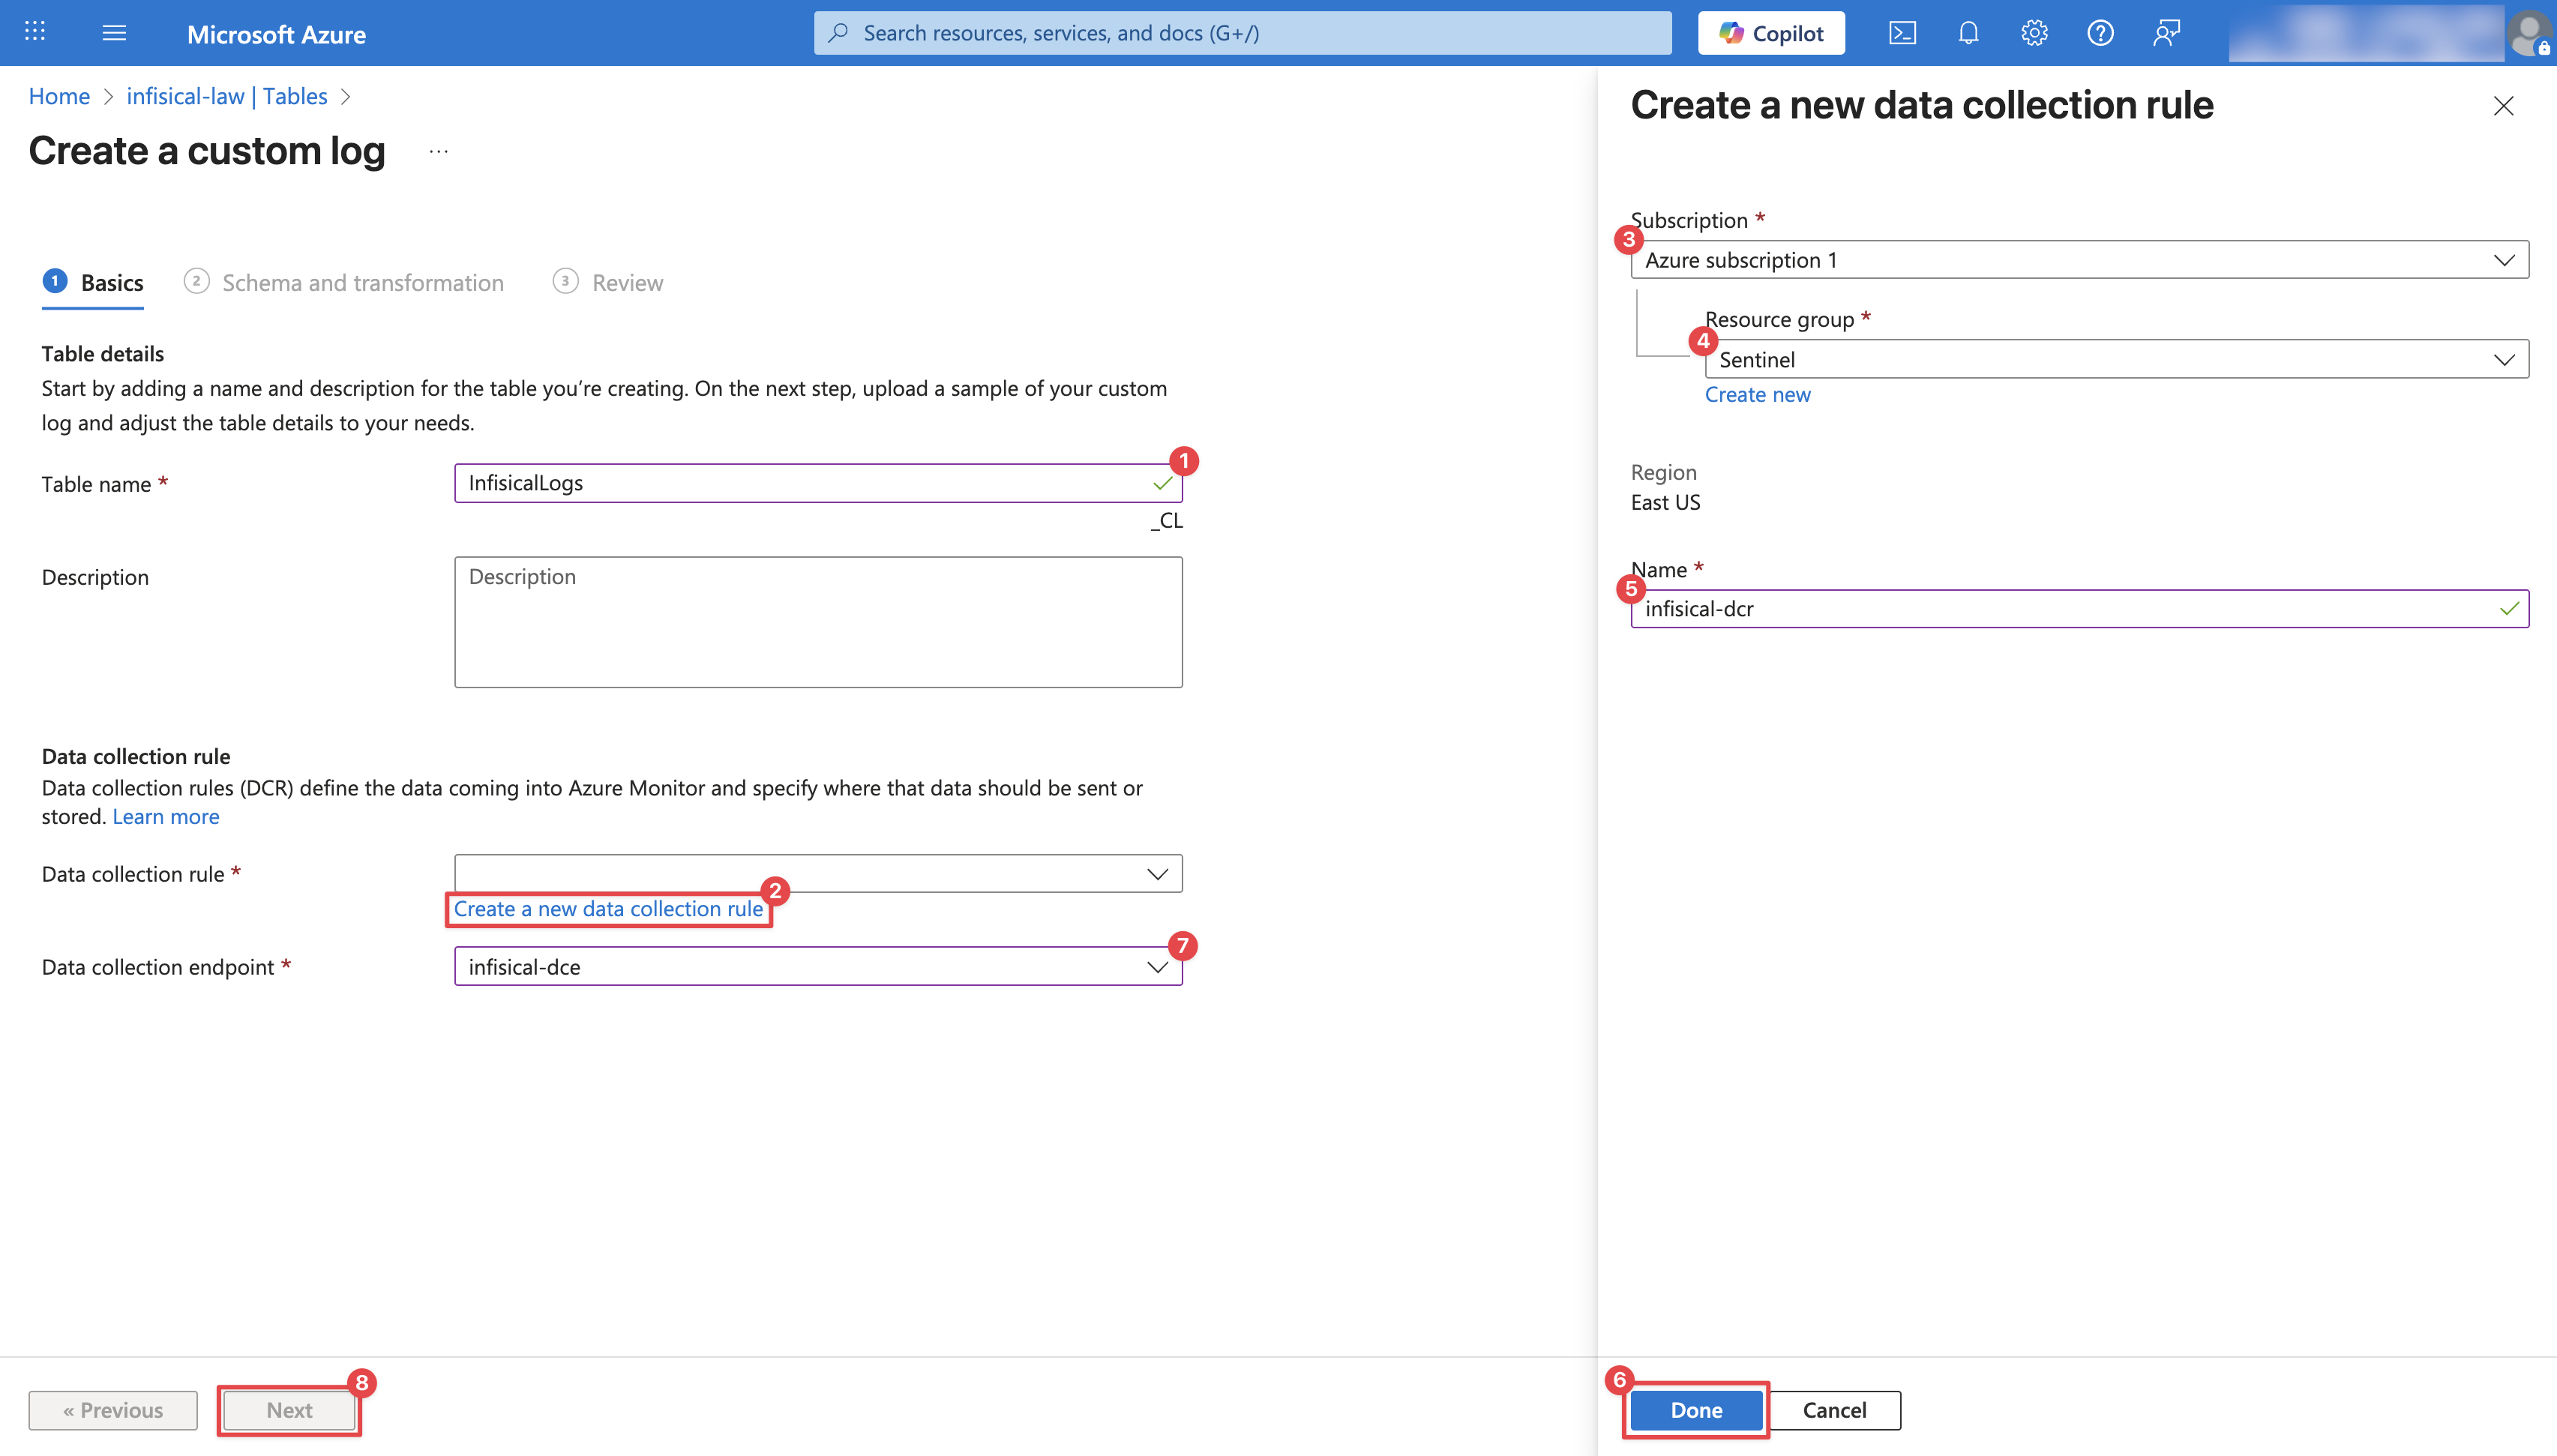 Microsoft Azure
Search resources, services, and docs (G+/)
Copilot
Home > infisical-law | Tables >
Create a custom log ...
1 Basics
2 Schema and transformation
3 Review
Table details
Start by adding a name and description for the table you’re creating. On the next step, upload a sample of your custom
log and adjust the table details to your needs.
Table name *
InfisicalLogs
1
_CL
Description
Description
Data collection rule
Data collection rules (DCR) define the data coming into Azure Monitor and specify where that data should be sent or
stored. Learn more
Data collection rule *
2
Create a new data collection rule
Data collection endpoint *
infisical-dce
7
« Previous
Next
8
Create a new data collection rule
Subscription *
3
Azure subscription 1
Resource group *
4
Sentinel
Create new
Region
East US
Name *
5
infisical-dcr
6
Done
Cancel